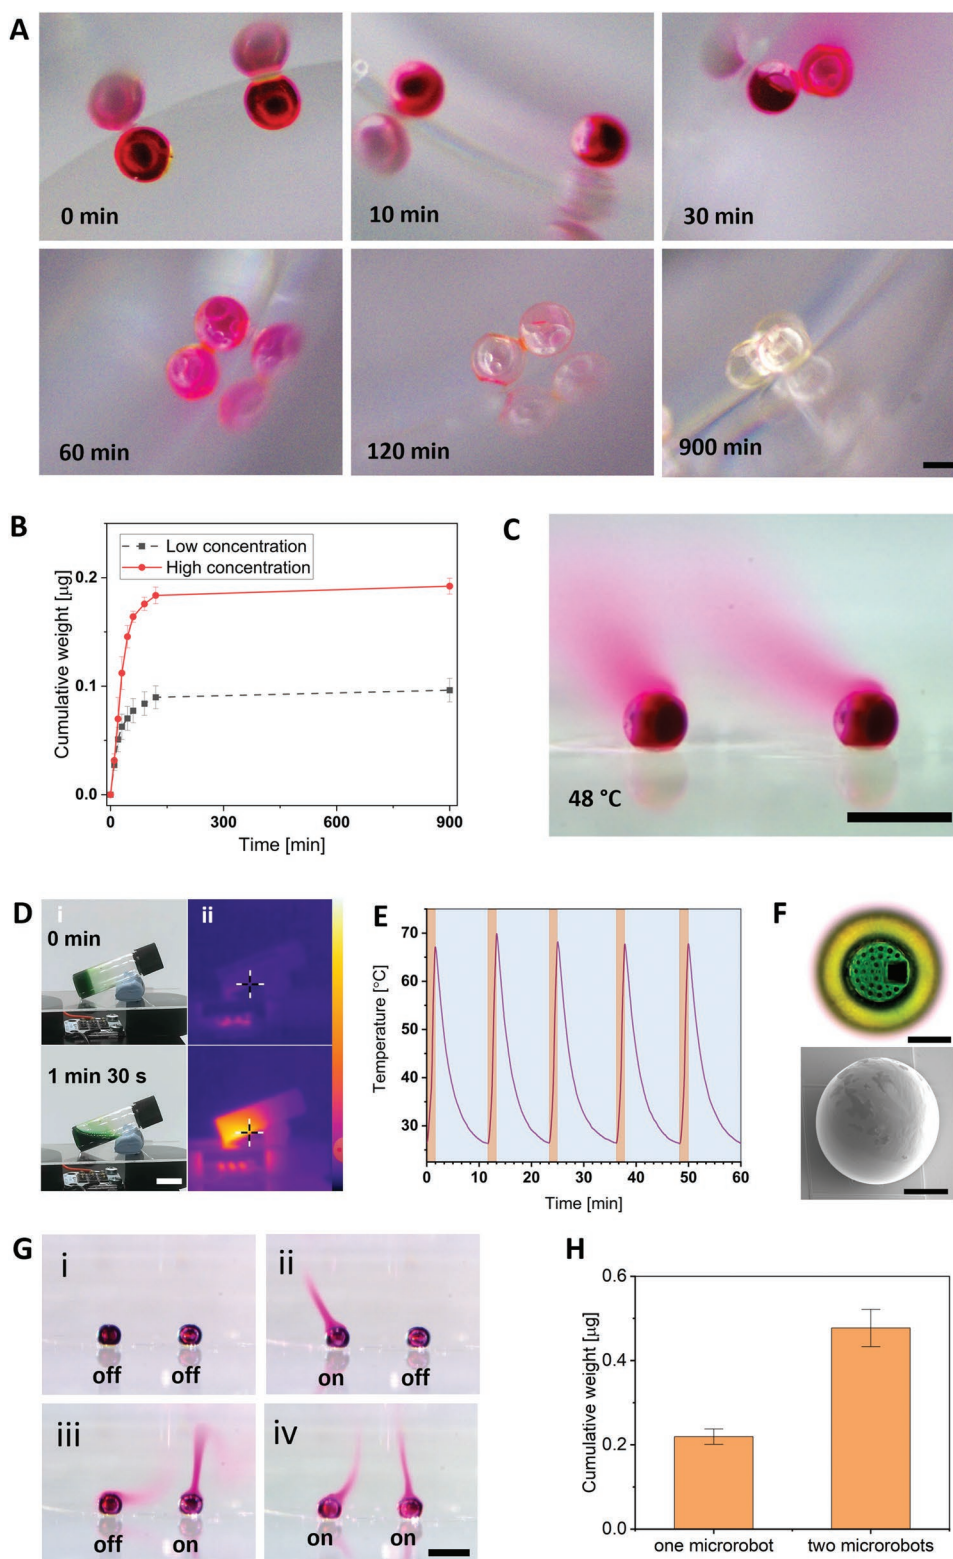 A
0 min
10 min
30 min
60 min
120 min
900 min
B
Low concentration
High concentration
0.2
0.1
0.0
Cumulative weight [µg]
0
300
600
900
Time [min]
C
48 °C
D
i
ii
0 min
1 min 30 s
E
70
60
50
40
30
Temperature [°C]
0
10
20
30
40
50
60
Time [min]
F
G
i
off
off
ii
on
off
iii
off
on
iv
on
on
H
0.6
0.4
0.2
0.0
Cumulative weight [µg]
one microrobot
two microrobots